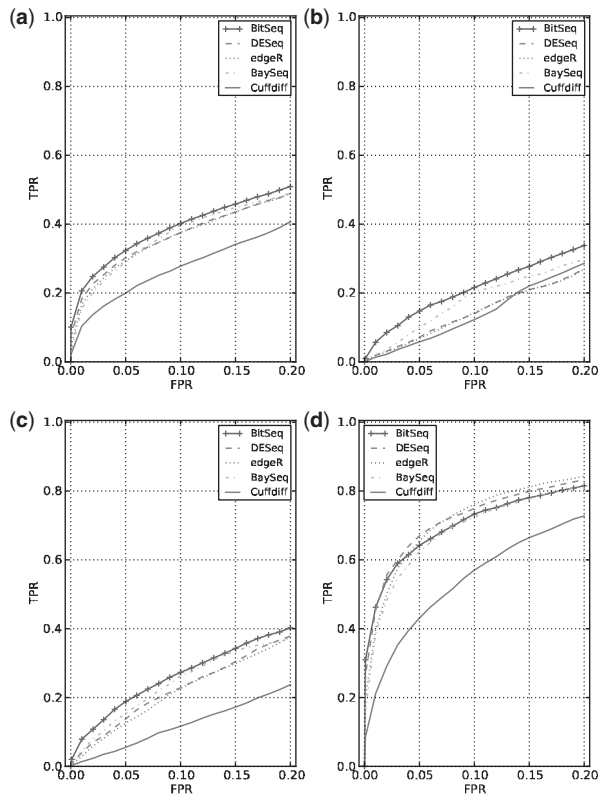 (a)
BitSeq
DESeq
edgeR
BaySeq
Cuffdiff
1.0
0.8
0.6
0.4
0.2
0.0
TPR
0.00
0.05
0.10
0.15
0.20
FPR
(b)
BitSeq
DESeq
edgeR
BaySeq
Cuffdiff
1.0
0.8
0.6
0.4
0.2
0.0
TPR
0.00
0.05
0.10
0.15
0.20
FPR
(c)
BitSeq
DESeq
edgeR
BaySeq
Cuffdiff
1.0
0.8
0.6
0.4
0.2
0.0
TPR
0.00
0.05
0.10
0.15
0.20
FPR
(d)
BitSeq
DESeq
edgeR
BaySeq
Cuffdiff
1.0
0.8
0.6
0.4
0.2
0.0
TPR
0.00
0.05
0.10
0.15
0.20
FPR